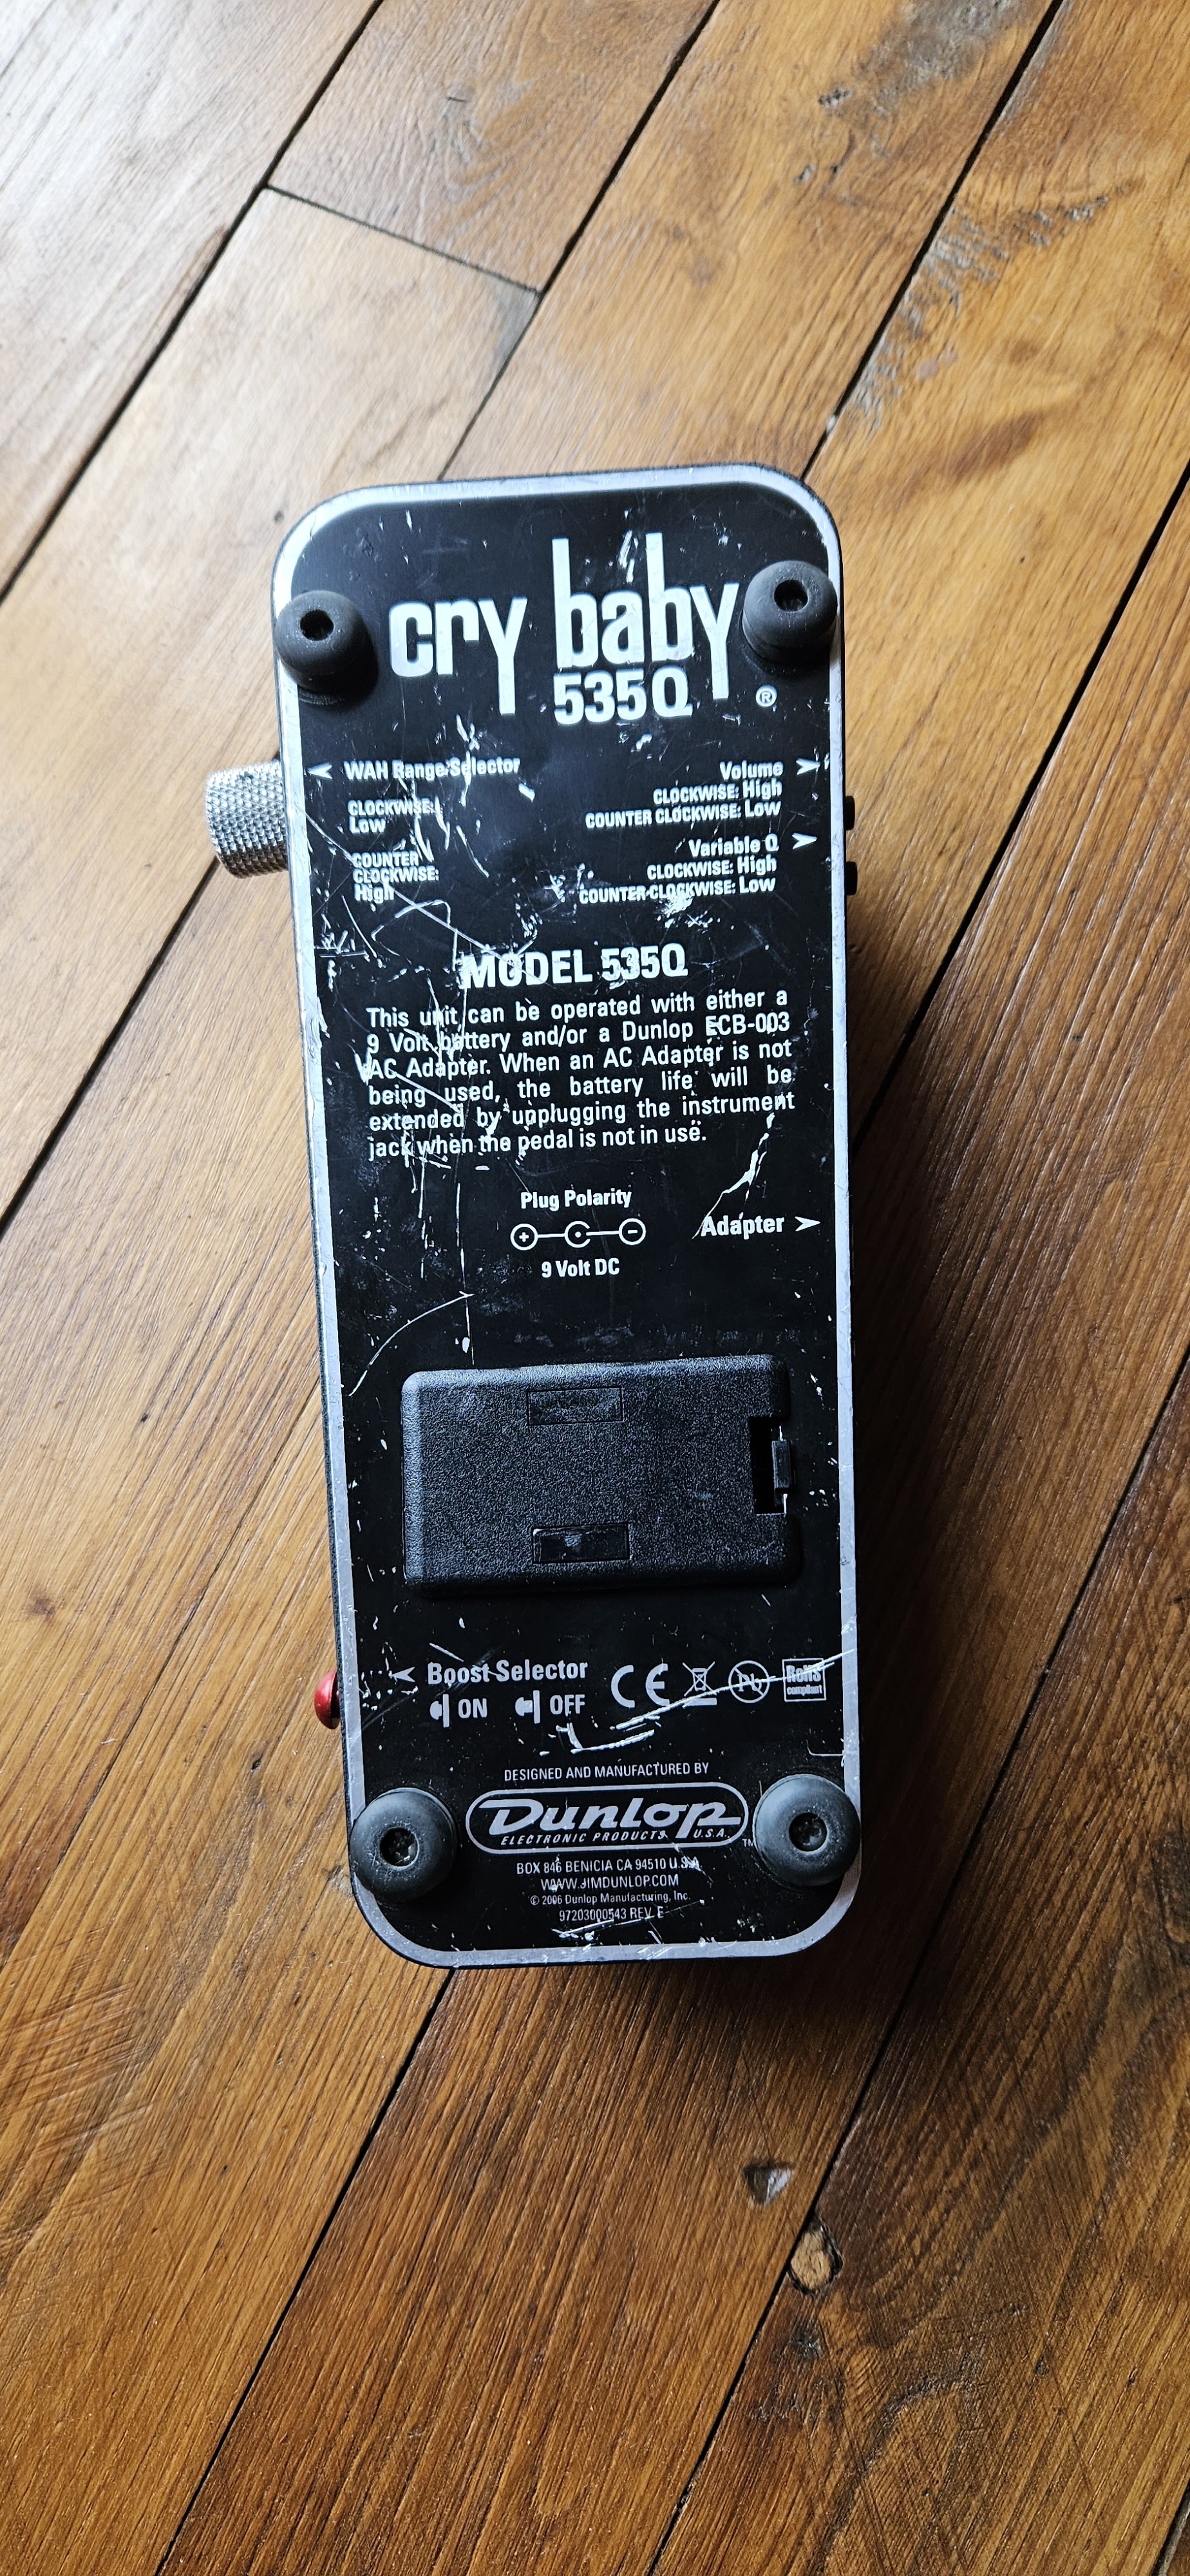 cry baby
535Q
®
WAH Range Selector
CLOCKWISE:
Low
COUNTER
CLOCKWISE:
High
Volume
CLOCKWISE: High
COUNTER CLOCKWISE: Low
Variable Q
CLOCKWISE: High
COUNTER CLOCKWISE: Low
MODEL 535Q
This unit can be operated with either a
9 Volt battery and/or a Dunlop ECB-003
AC Adapter. When an AC Adapter is not
being used, the battery life will be
extended by unplugging the instrument
jack when the pedal is not in use.
Plug Polarity
+ −
Adapter
9 Volt DC
Boost Selector
ON OFF
CE Pb RoHS
compliant
DESIGNED AND MANUFACTURED BY
Dunlop
ELECTRONIC PRODUCTS U.S.A.
TM
BOX 846 BENICIA CA 94510 U.S.A.
WWW.JIMDUNLOP.COM
© 2006 Dunlop Manufacturing, Inc.
97203000543 REV E